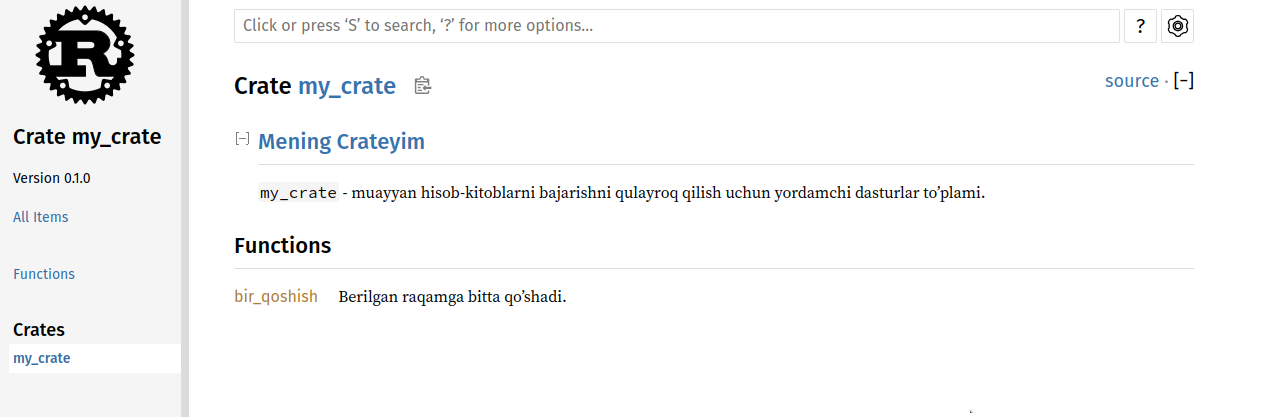 R
Crate my_crate
Version 0.1.0
All Items
Functions
Crates
my_crate
Click or press ‘S’ to search, ‘?’ for more options...
?
Crate my_crate
source · [−]
[−] Mening Crateyim
my_crate - muayyan hisob-kitoblarni bajarishni qulayroq qilish uchun yordamchi dasturlar to’plami.
Functions
bir_qoshish Berilgan raqamga bitta qo’shadi.